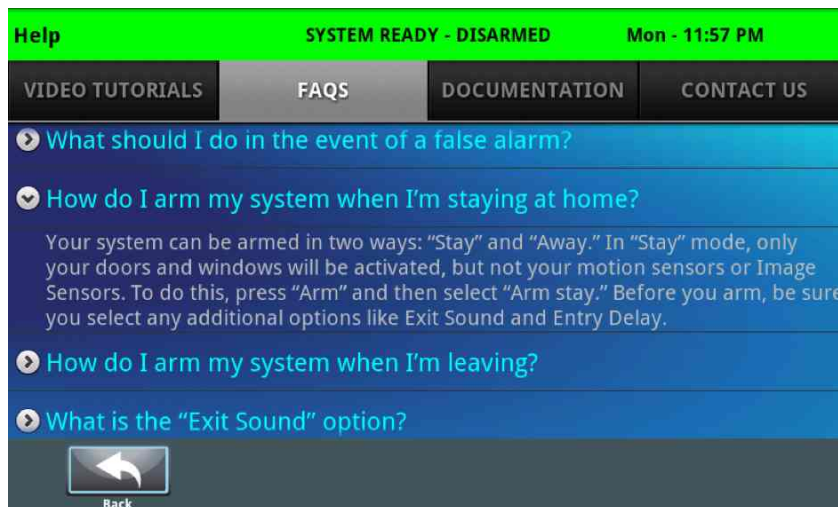 Help SYSTEM READY - DISARMED Mon - 11:57 PM
VIDEO TUTORIALS FAQS DOCUMENTATION CONTACT US
What should I do in the event of a false alarm?
How do I arm my system when I’m staying at home?
Your system can be armed in two ways: “Stay” and “Away.” In “Stay” mode, only
your doors and windows will be activated, but not your motion sensors or Image
Sensors. To do this, press “Arm” and then select “Arm stay.” Before you arm, be sure
you select any additional options like Exit Sound and Entry Delay.
How do I arm my system when I’m leaving?
What is the “Exit Sound” option?
Back